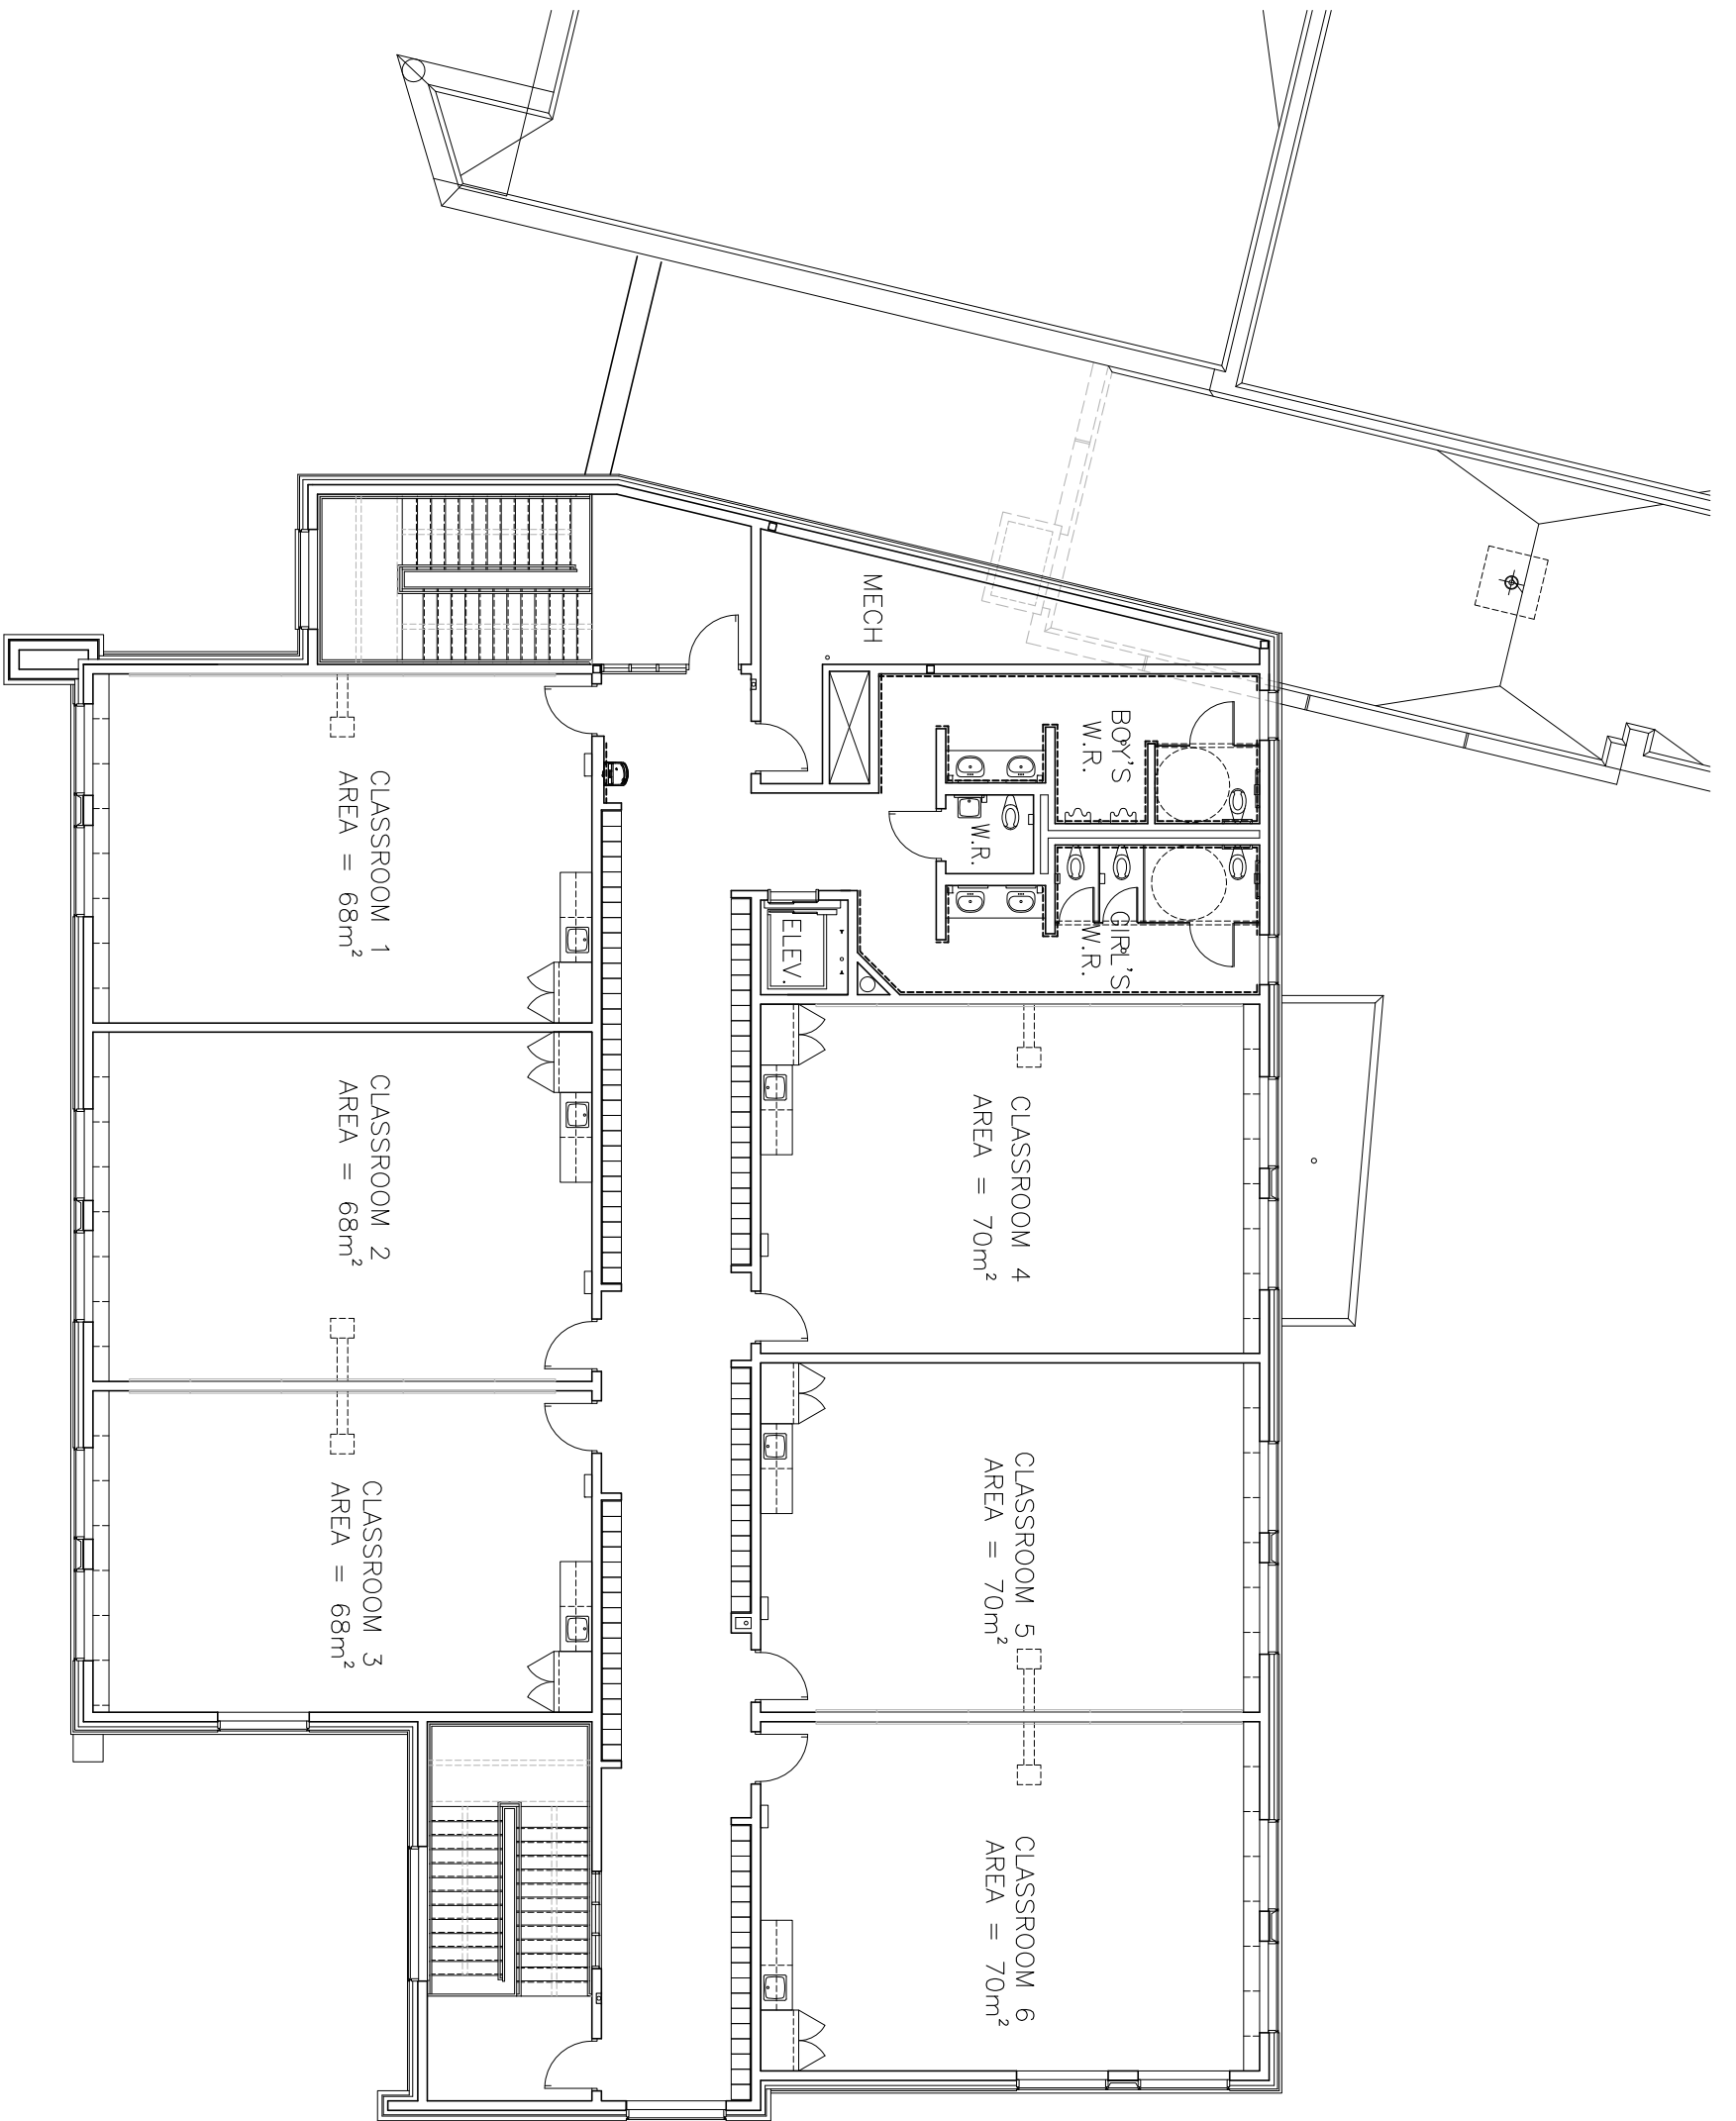 MECH
BOY'S
W.R.
W.R.
GIRL'S
W.R.
ELEV.
CLASSROOM 1
AREA = 68m²
CLASSROOM 2
AREA = 68m²
CLASSROOM 3
AREA = 68m²
CLASSROOM 4
AREA = 70m²
CLASSROOM 5
AREA = 70m²
CLASSROOM 6
AREA = 70m²